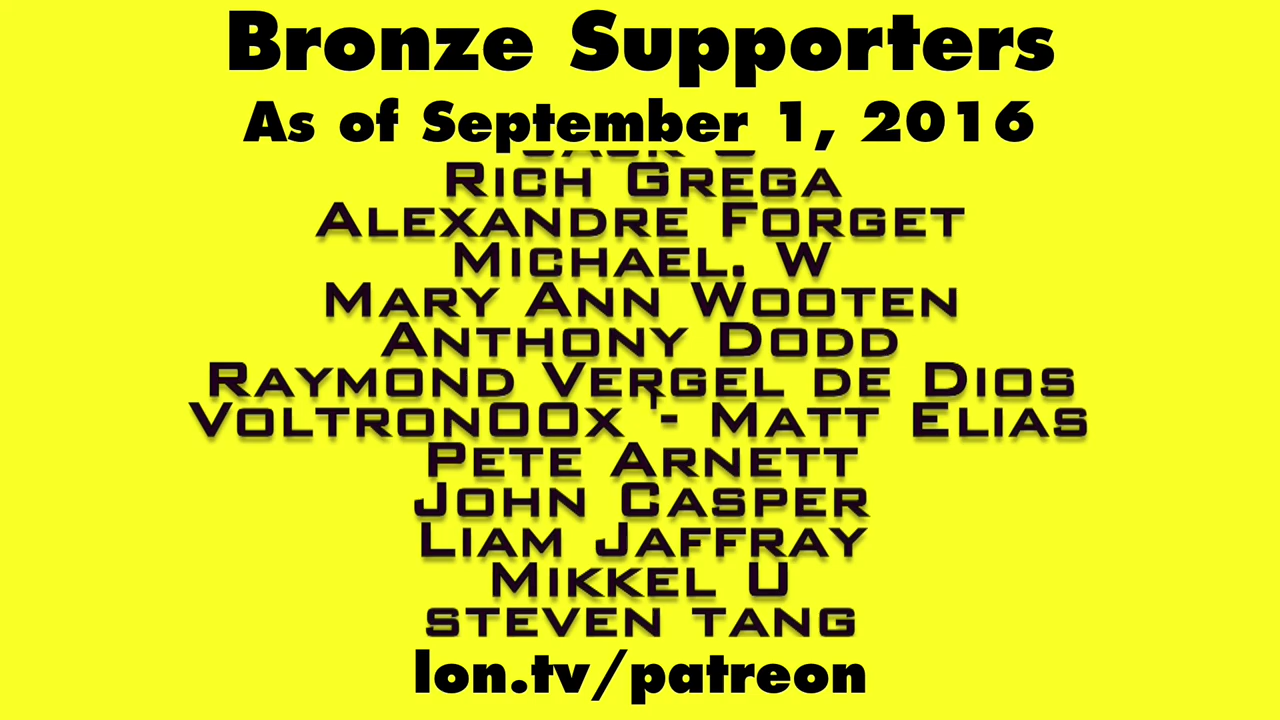 Bronze Supporters
As of September 1, 2016
Rich Grega
Alexandre Forget
Michael. W
Mary Ann Wooten
Anthony Dodd
Raymond Vergel de Dios
Voltron00x '- Matt Elias
Pete Arnett
John Casper
Liam Jaffray
Mikkel U
steven tang
lon.tv/patreon